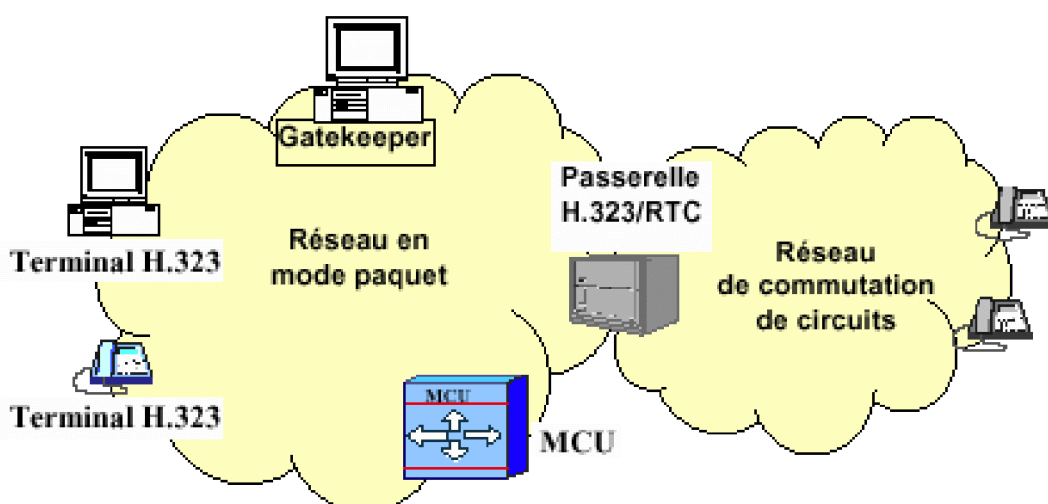 Gatekeeper
Passerelle
H.323/RTC
Terminal H.323
Réseau en
mode paquet
Réseau
de commutation
de circuits
Terminal H.323
MCU
MCU